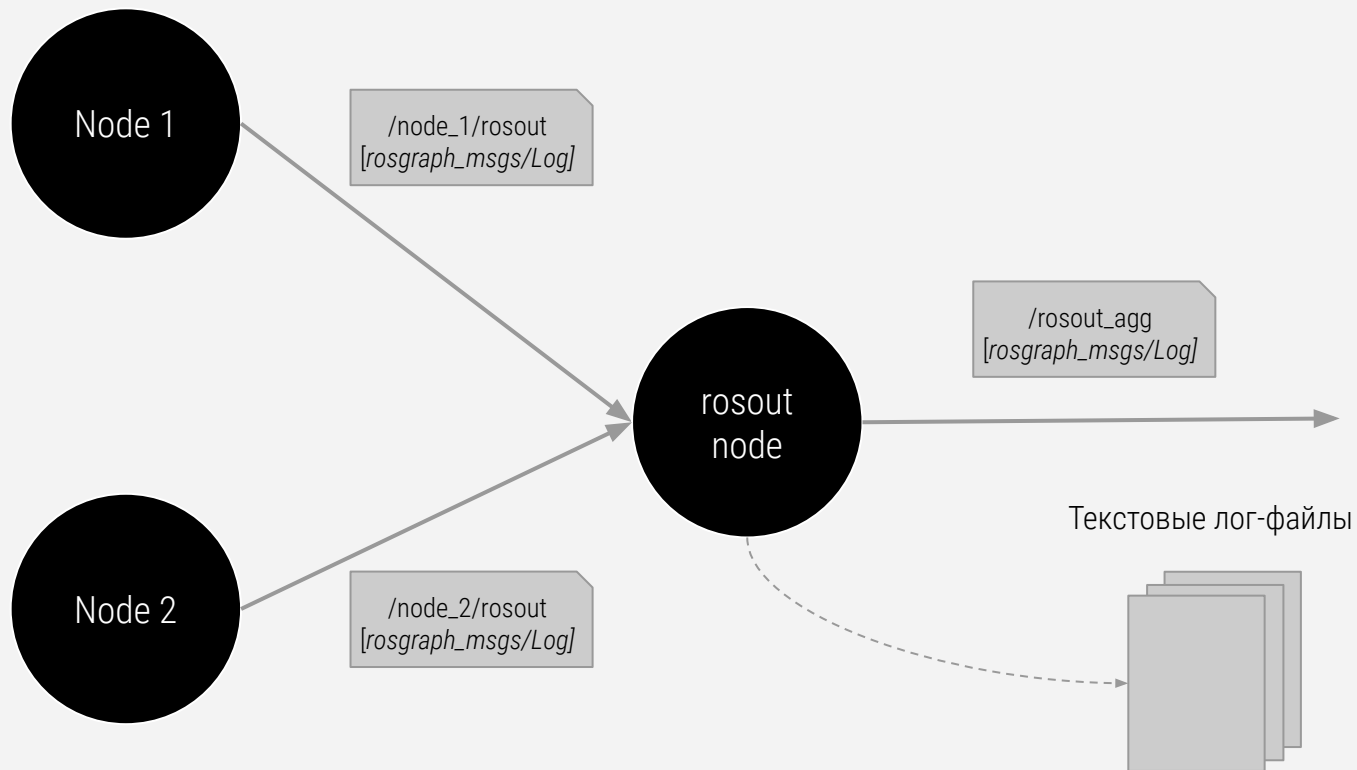 Node 1
/node_1/rosout
[rosgraph_msgs/Log]
/rosout_agg
[rosgraph_msgs/Log]
rosout
node
Текстовые лог-файлы
Node 2
/node_2/rosout
[rosgraph_msgs/Log]